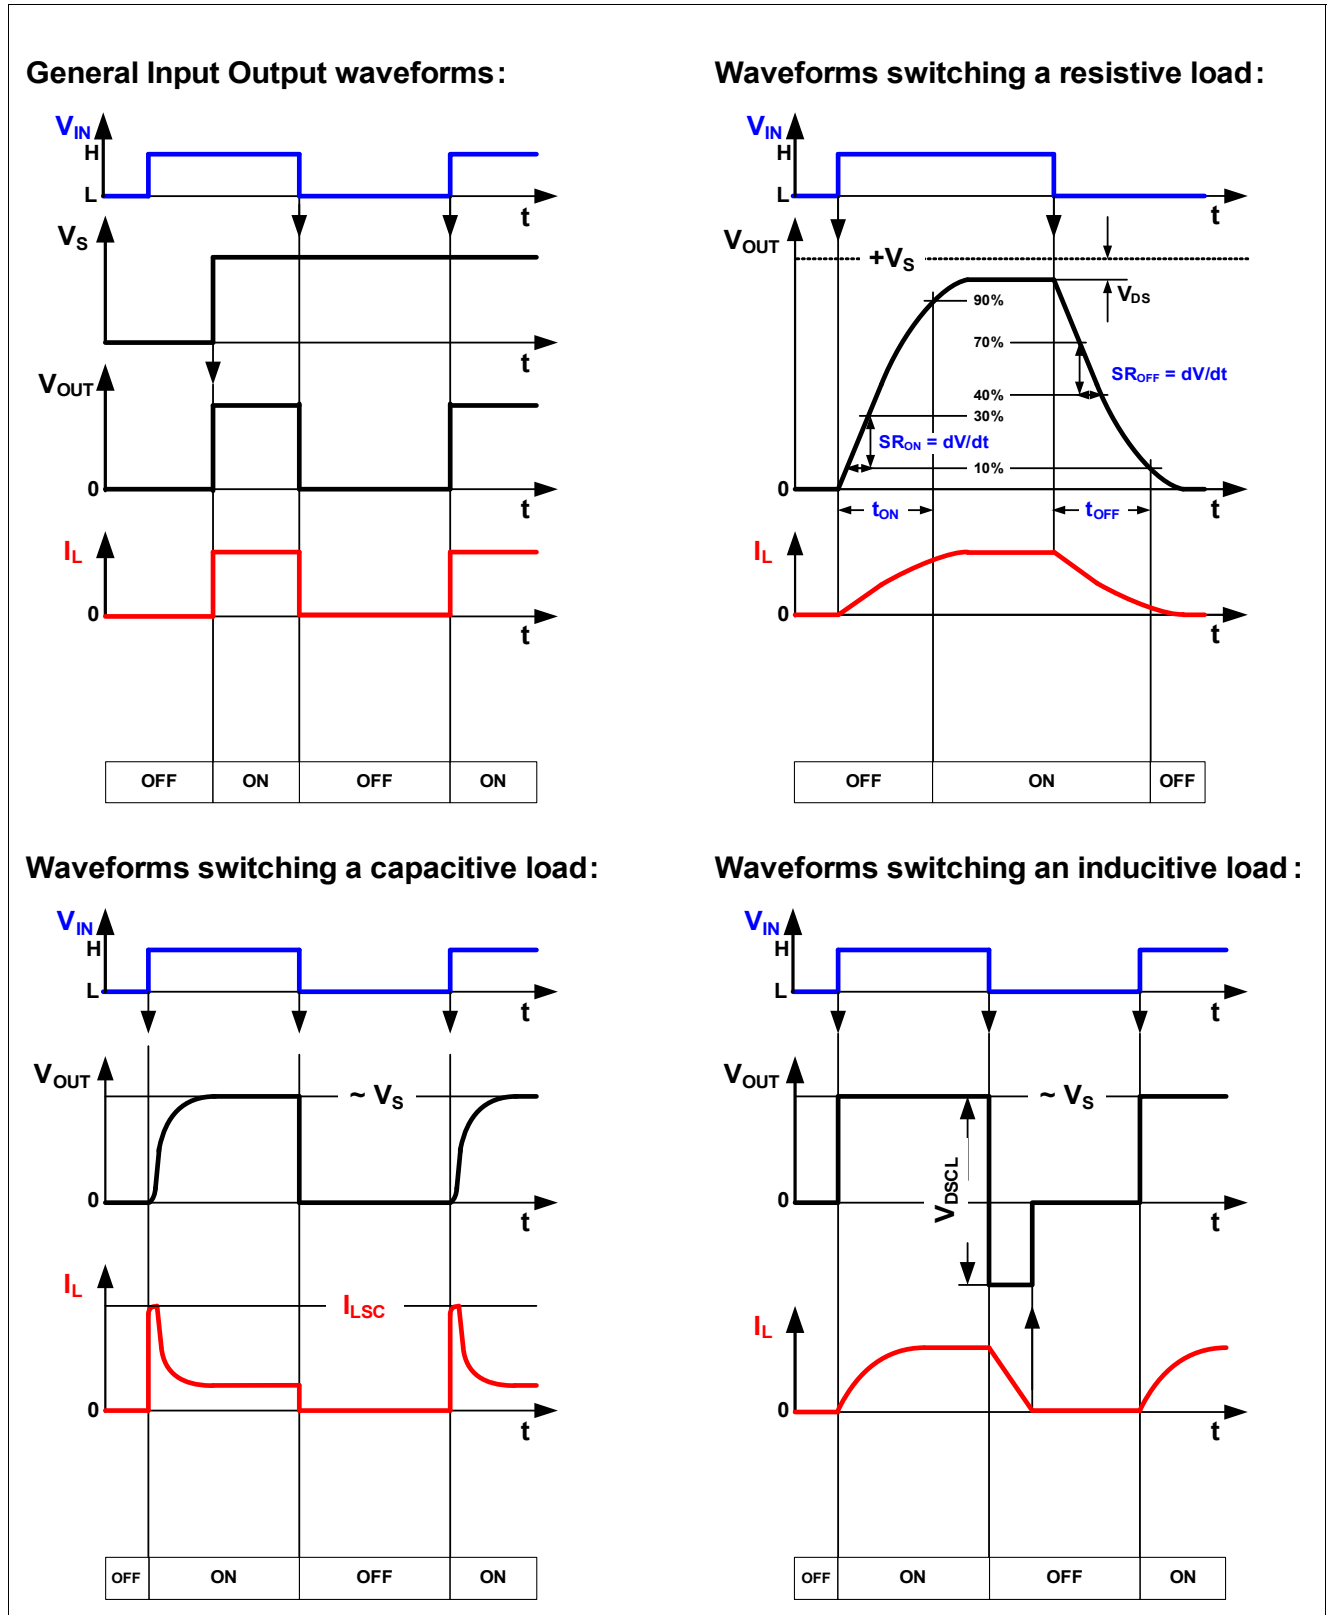 General Input Output waveforms:
VIN
H
L
t
VS
t
VOUT
0
t
IL
0
t
OFF ON OFF ON
Waveforms switching a resistive load:
VIN
H
L
t
VOUT
+VS
VDS
90%
70%
SROFF = dV/dt
40%
30%
SRON = dV/dt
10%
0
t
tON
tOFF
IL
0
t
OFF ON OFF
Waveforms switching a capacitive load:
VIN
H
L
t
VOUT
~ VS
0
t
IL
ILSC
0
t
OFF ON OFF ON
Waveforms switching an inducitive load:
VIN
H
L
t
VOUT
~ VS
VDSCL
0
t
IL
0
t
OFF ON OFF ON